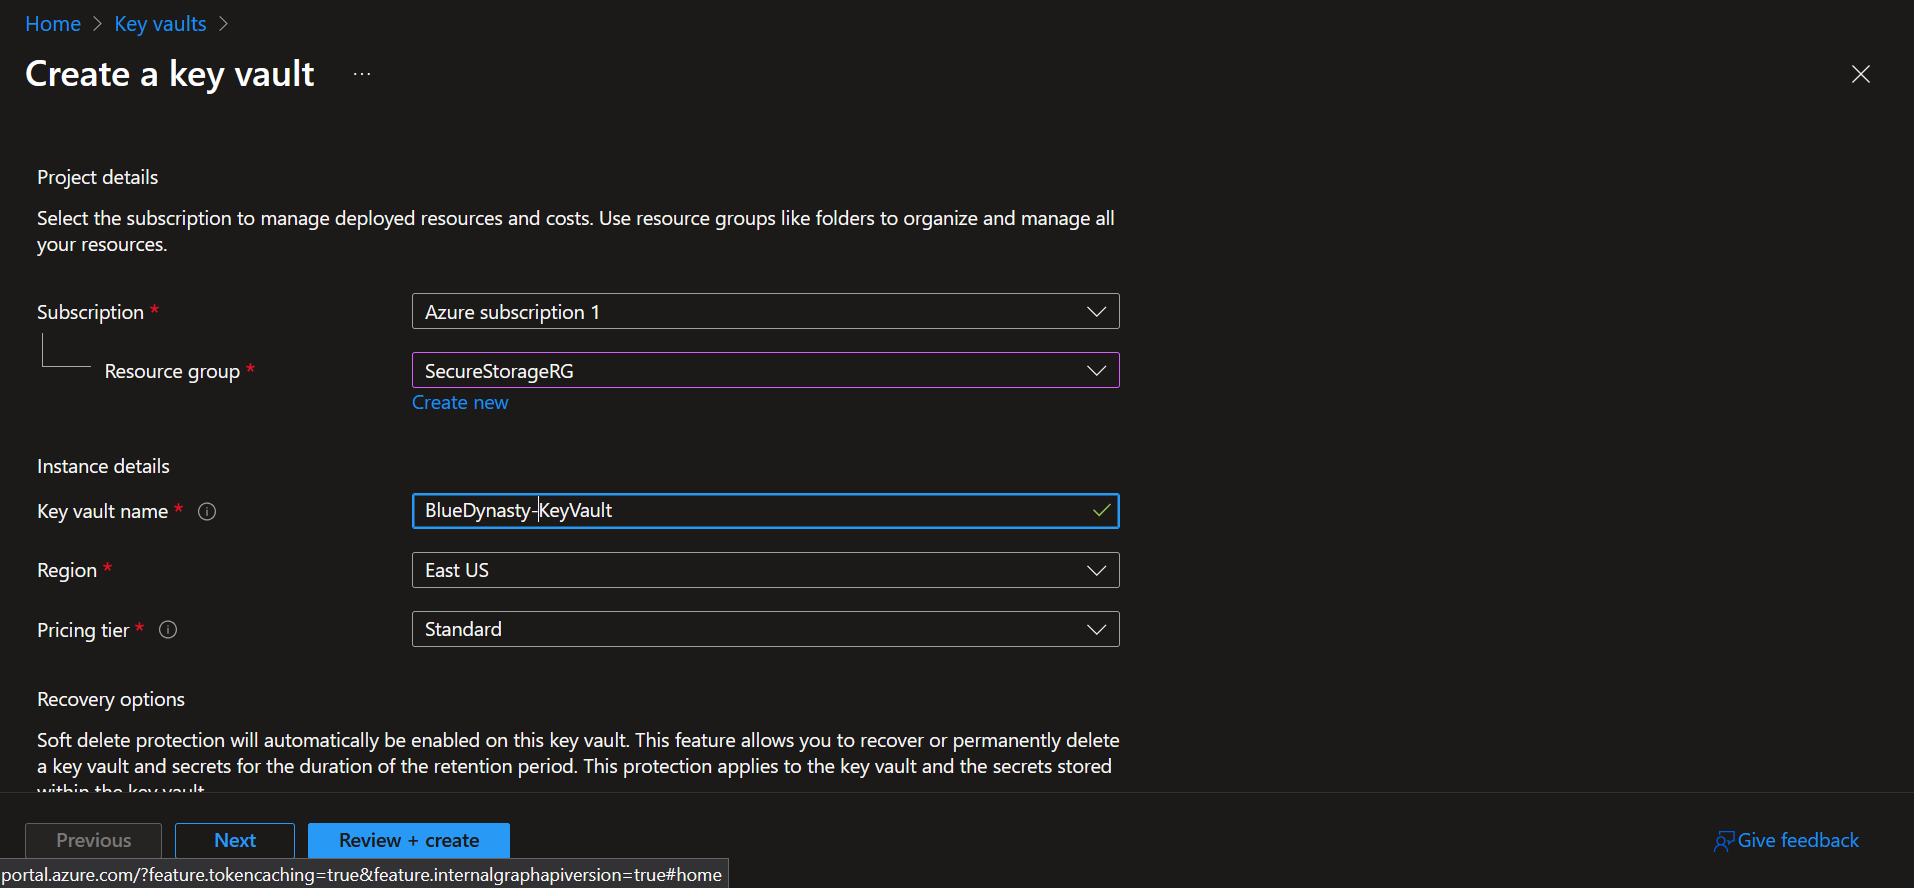 Home > Key vaults >
Create a key vault ...
Project details
Select the subscription to manage deployed resources and costs. Use resource groups like folders to organize and manage all
your resources.
Subscription *
Azure subscription 1
Resource group *
SecureStorageRG
Create new
Instance details
Key vault name *
BlueDynasty-KeyVault
Region *
East US
Pricing tier *
Standard
Recovery options
Soft delete protection will automatically be enabled on this key vault. This feature allows you to recover or permanently delete
a key vault and secrets for the duration of the retention period. This protection applies to the key vault and the secrets stored
within the key vault.
Previous
Next
Review + create
Give feedback
portal.azure.com/?feature.tokencaching=true&feature.internalgraphapiversion=true#home